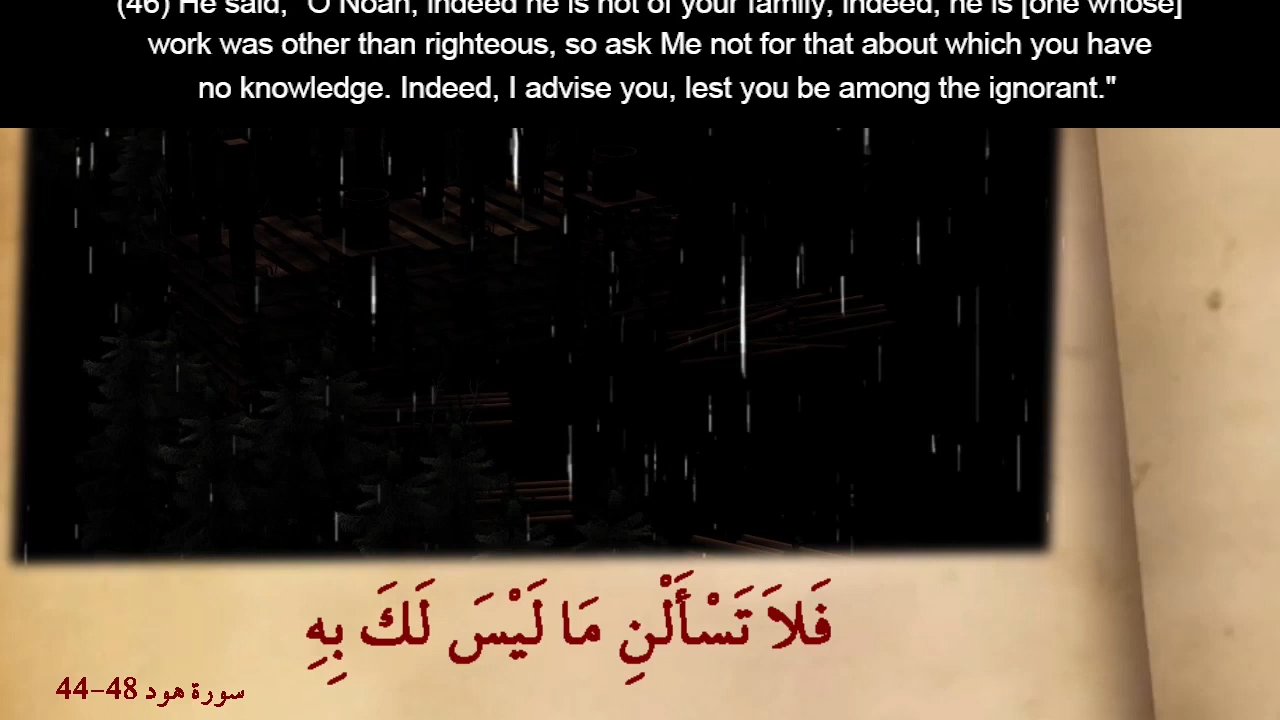 (46) He said, "O Noah, indeed he is not of your family; indeed, he is [one whose]
work was other than righteous, so ask Me not for that about which you have
no knowledge. Indeed, I advise you, lest you be among the ignorant."
فَلاَ تَسْأَلْنِ مَا لَيْسَ لَكَ بِهِ
سورة هود 48-44